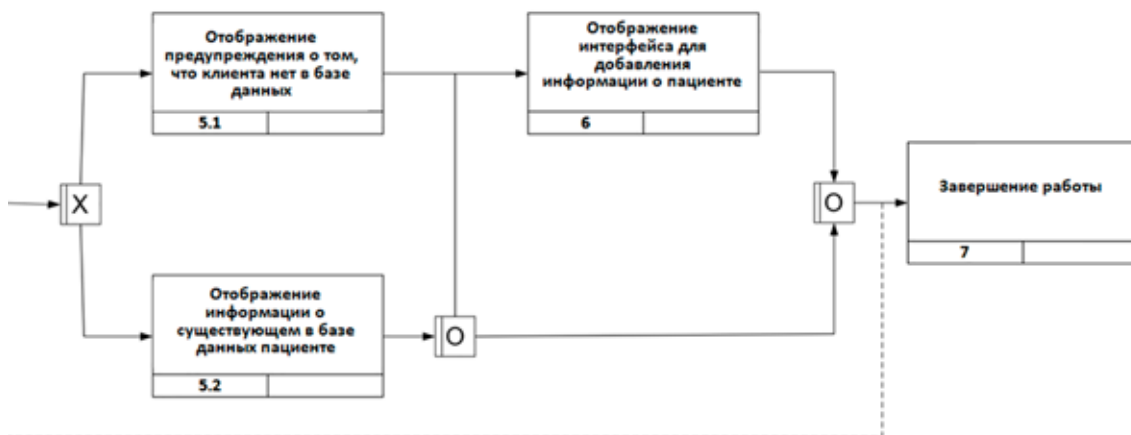 Отображение
предупреждения о том,
что клиента нет в базе
данных
5.1
Отображение
интерфейса для
добавления
информации о пациенте
6
X
O
Завершение работы
7
Отображение
информации о
существующем в базе
данных пациенте
5.2
O